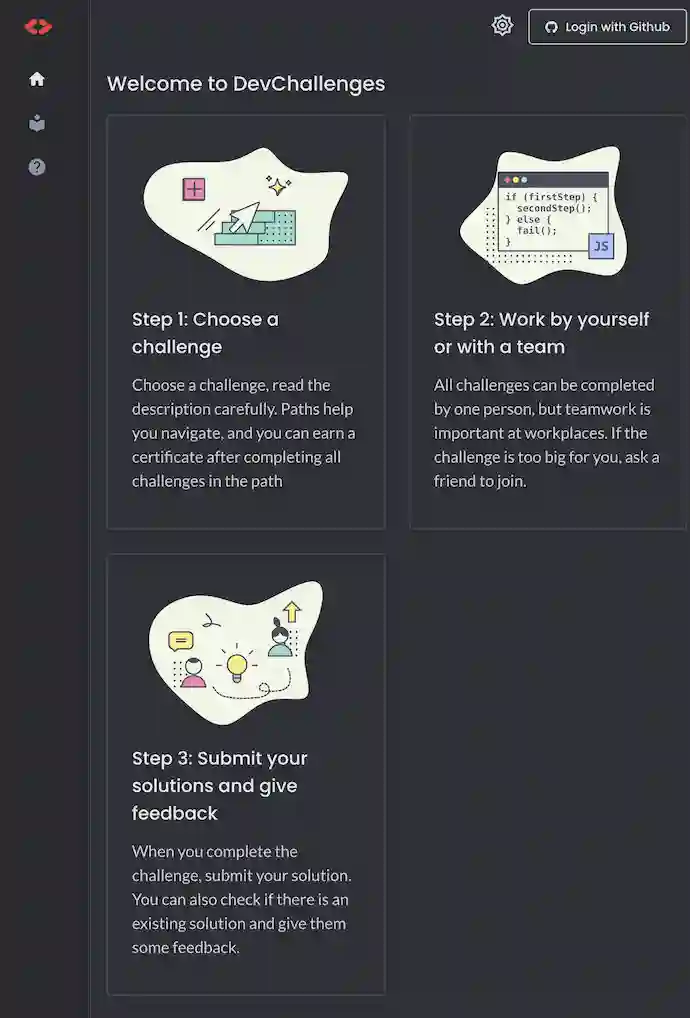 Login with Github
Welcome to DevChallenges
if (firstStep) {
secondStep();
} else {
fail();
}
JS
Step 1: Choose a
challenge
Choose a challenge, read the
description carefully. Paths help
you navigate, and you can earn a
certificate after completing all
challenges in the path
Step 2: Work by yourself
or with a team
All challenges can be completed
by one person, but teamwork is
important at workplaces. If the
challenge is too big for you, ask a
friend to join.
Step 3: Submit your
solutions and give
feedback
When you complete the
challenge, submit your solution.
You can also check if there is an
existing solution and give them
some feedback.